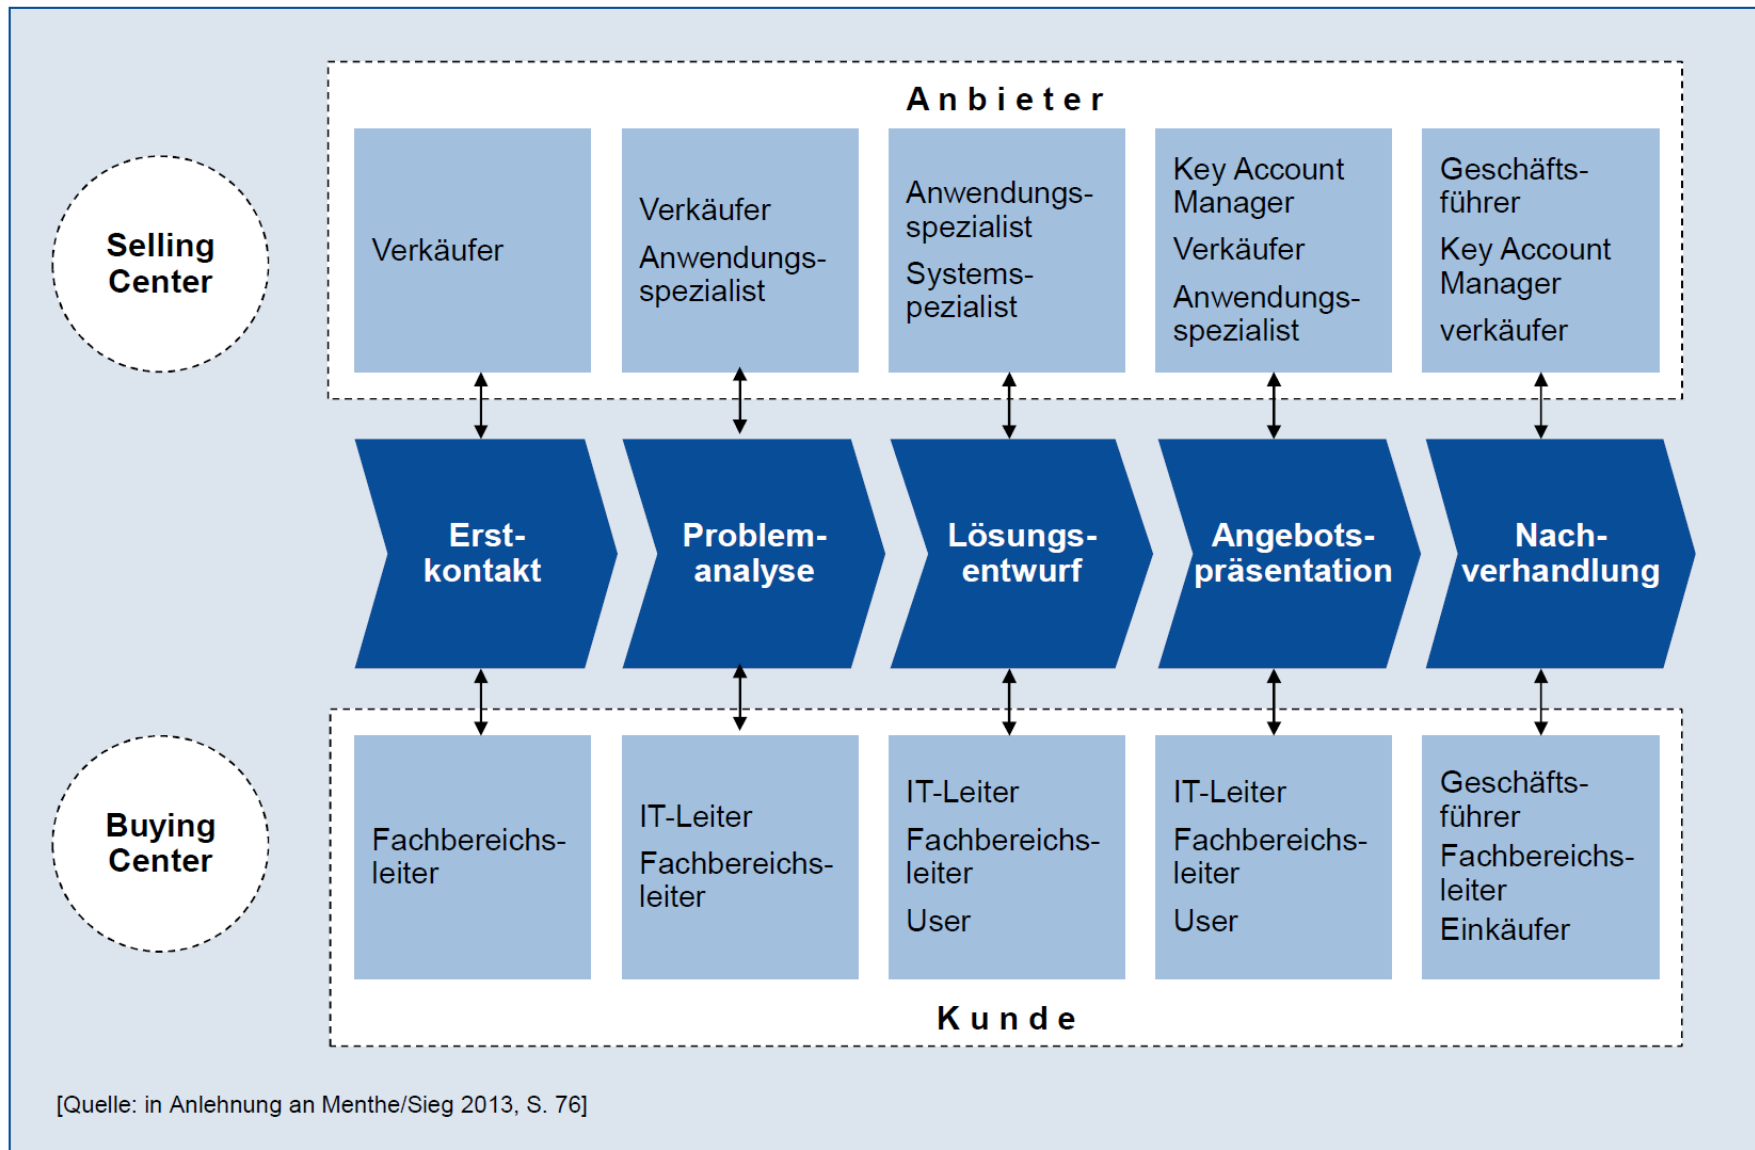 A n b i e t e r
Selling
Center
Verkäufer
Verkäufer
Anwendungs-
spezialist
Anwendungs-
spezialist
Systems-
pezialist
Key Account
Manager
Verkäufer
Anwendungs-
spezialist
Geschäfts-
führer
Key Account
Manager
verkäufer
Erst-
kontakt
Problem-
analyse
Lösungs-
entwurf
Angebots-
präsentation
Nach-
verhandlung
Buying
Center
Fachbereichs-
leiter
IT-Leiter
Fachbereichs-
leiter
IT-Leiter
Fachbereichs-
leiter
User
IT-Leiter
Fachbereichs-
leiter
User
Geschäfts-
führer
Fachbereichs-
leiter
Einkäufer
K u n d e
[Quelle: in Anlehnung an Menthe/Sieg 2013, S. 76]